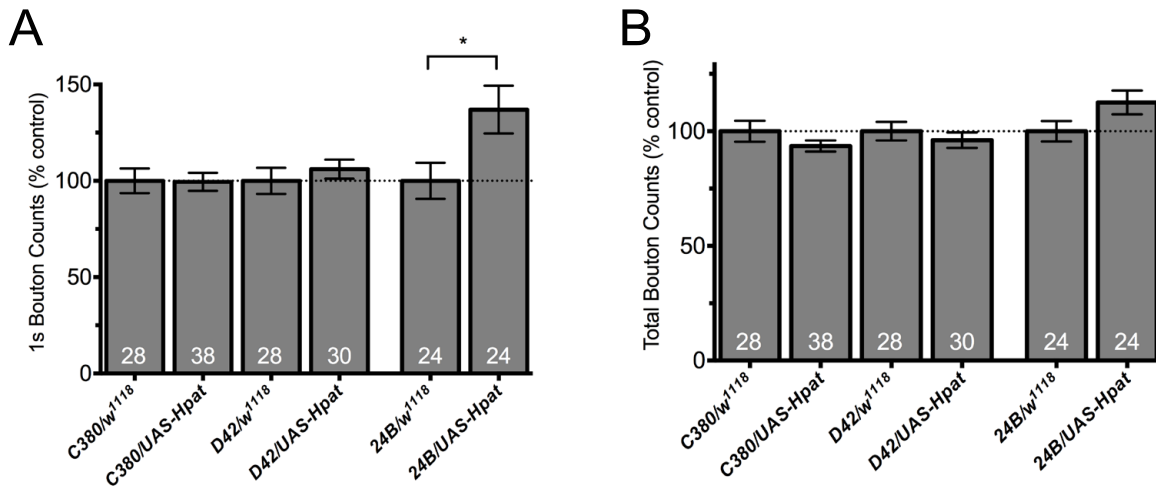 A
1s Bouton Counts (% control)
150
100
50
0
*
28
38
28
30
24
24
C380/w1118
C380/UAS-Hpat
D42/w1118
D42/UAS-Hpat
24B/w1118
24B/UAS-Hpat
B
Total Bouton Counts (% control)
100
50
0
28
38
28
30
24
24
C380/w1118
C380/UAS-Hpat
D42/w1118
D42/UAS-Hpat
24B/w1118
24B/UAS-Hpat